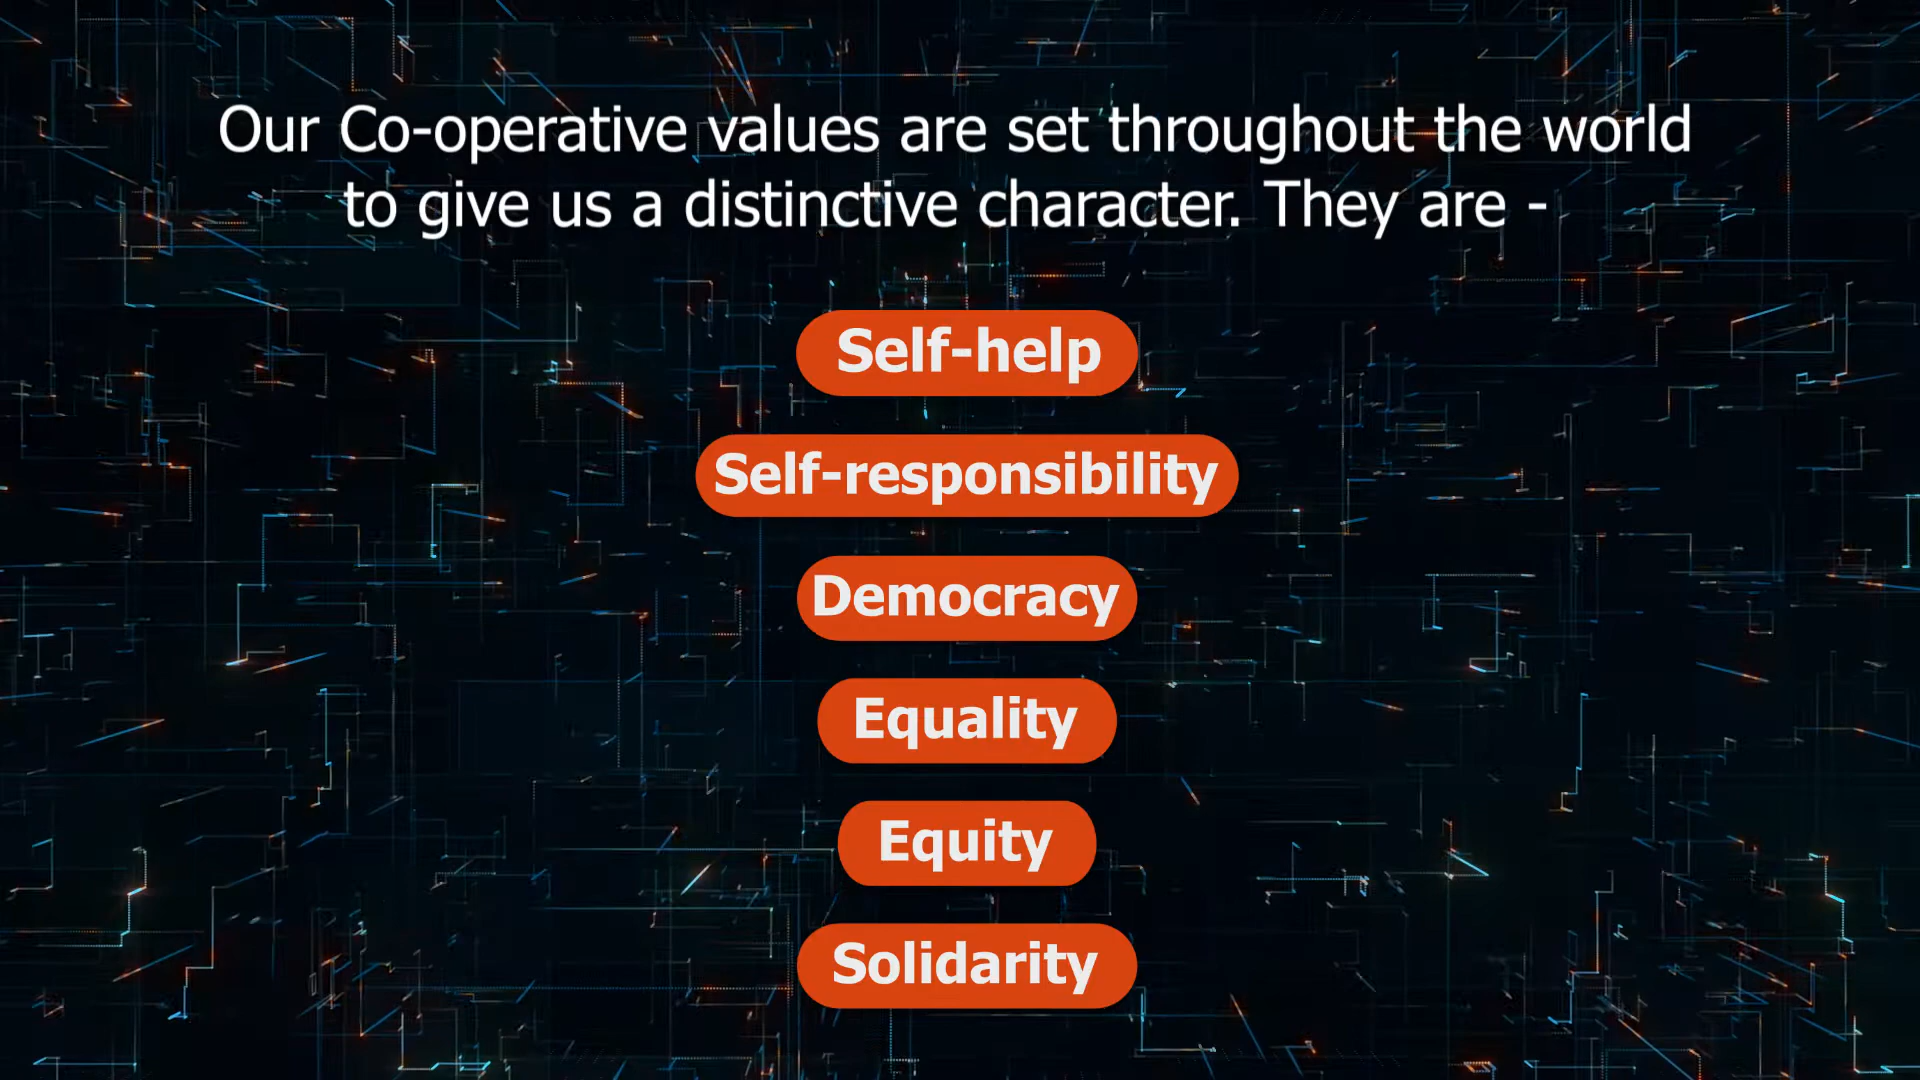 Our Co-operative values are set throughout the world
to give us a distinctive character. They are -
Self-help
Self-responsibility
Democracy
Equality
Equity
Solidarity